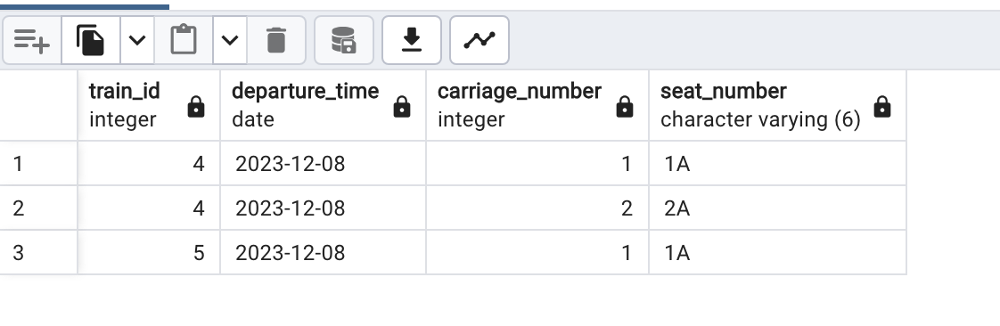 train_id departure_time carriage_number seat_number
integer date integer character varying (6)
1 4 2023-12-08 1 1A
2 4 2023-12-08 2 2A
3 5 2023-12-08 1 1A